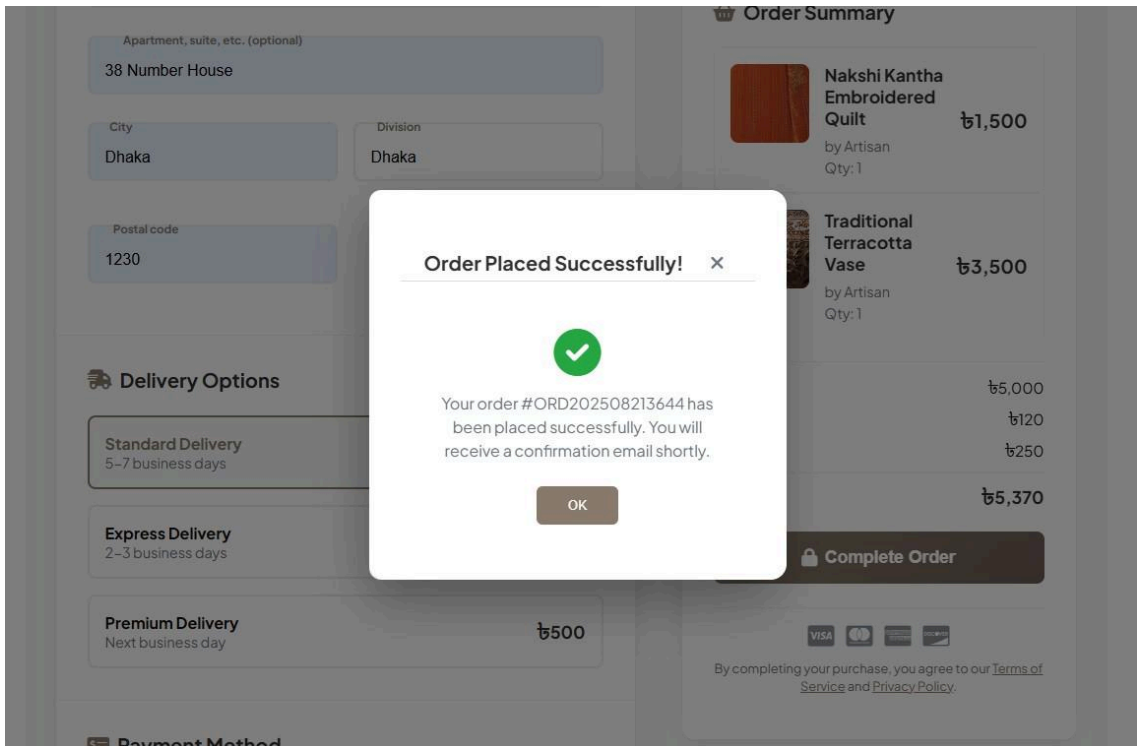 Apartment, suite, etc. (optional)
38 Number House
City
Dhaka
Division
Dhaka
Postal code
1230
Delivery Options
Standard Delivery
5–7 business days
Express Delivery
2–3 business days
Premium Delivery
Next business day
৳500
Payment Method
Order Placed Successfully! ×
Your order #ORD202508213644 has
been placed successfully. You will
receive a confirmation email shortly.
OK
Order Summary
Nakshi Kantha
Embroidered
Quilt
৳1,500
by Artisan
Qty: 1
Traditional
Terracotta
Vase
৳3,500
by Artisan
Qty: 1
৳5,000
৳120
৳250
৳5,370
Complete Order
VISA
By completing your purchase, you agree to our Terms of
Service and Privacy Policy.